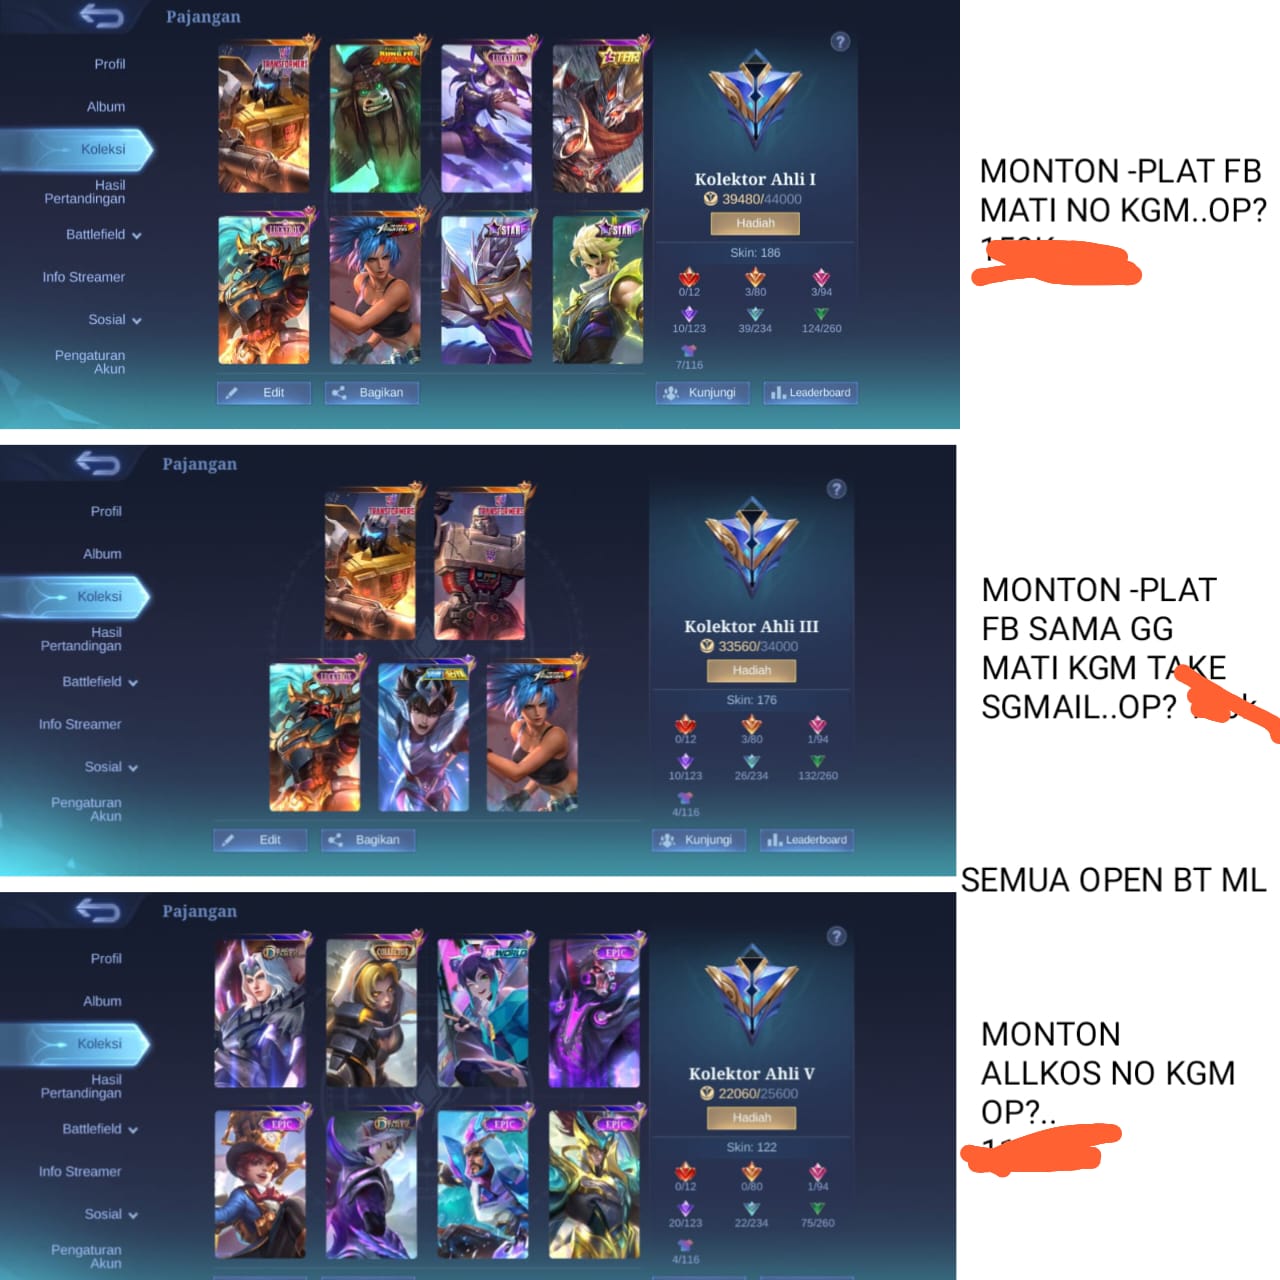 Pajangan
Profil
Album
Koleksi
Hasil
Pertandingan
Battlefield
Info Streamer
Sosial
Pengaturan
Akun
TRANSFORMERS
LUCKYBOX
STAR
LUCKYBOX
STAR
STAR
Edit
Bagikan
?
Kolektor Ahli I
39480/44000
Hadiah
Skin: 186
0/12 3/80 3/94
10/123 39/234 124/260
7/116
Kunjungi
Leaderboard
MONTON -PLAT FB
MATI NO KGM..OP?
Pajangan
Profil
Album
Koleksi
Hasil
Pertandingan
Battlefield
Info Streamer
Sosial
Pengaturan
Akun
TRANSFORMERS
TRANSFORMERS
LUCKYBOX
Edit
Bagikan
?
Kolektor Ahli III
33560/34000
Hadiah
Skin: 176
0/12 3/80 1/94
10/123 26/234 132/260
4/116
Kunjungi
Leaderboard
MONTON -PLAT
FB SAMA GG
MATI KGM TAKE
SGMAIL..OP?
SEMUA OPEN BT ML
Pajangan
Profil
Album
Koleksi
Hasil
Pertandingan
Battlefield
Info Streamer
Sosial
Pengaturan
Akun
COLLECTOR
WORLD
EPIC
EPIC
EPIC
EPIC
?
Kolektor Ahli V
22060/25600
Hadiah
Skin: 122
0/12 0/80 1/94
20/123 22/234 75/260
4/116
MONTON
ALLKOS NO KGM
OP?..